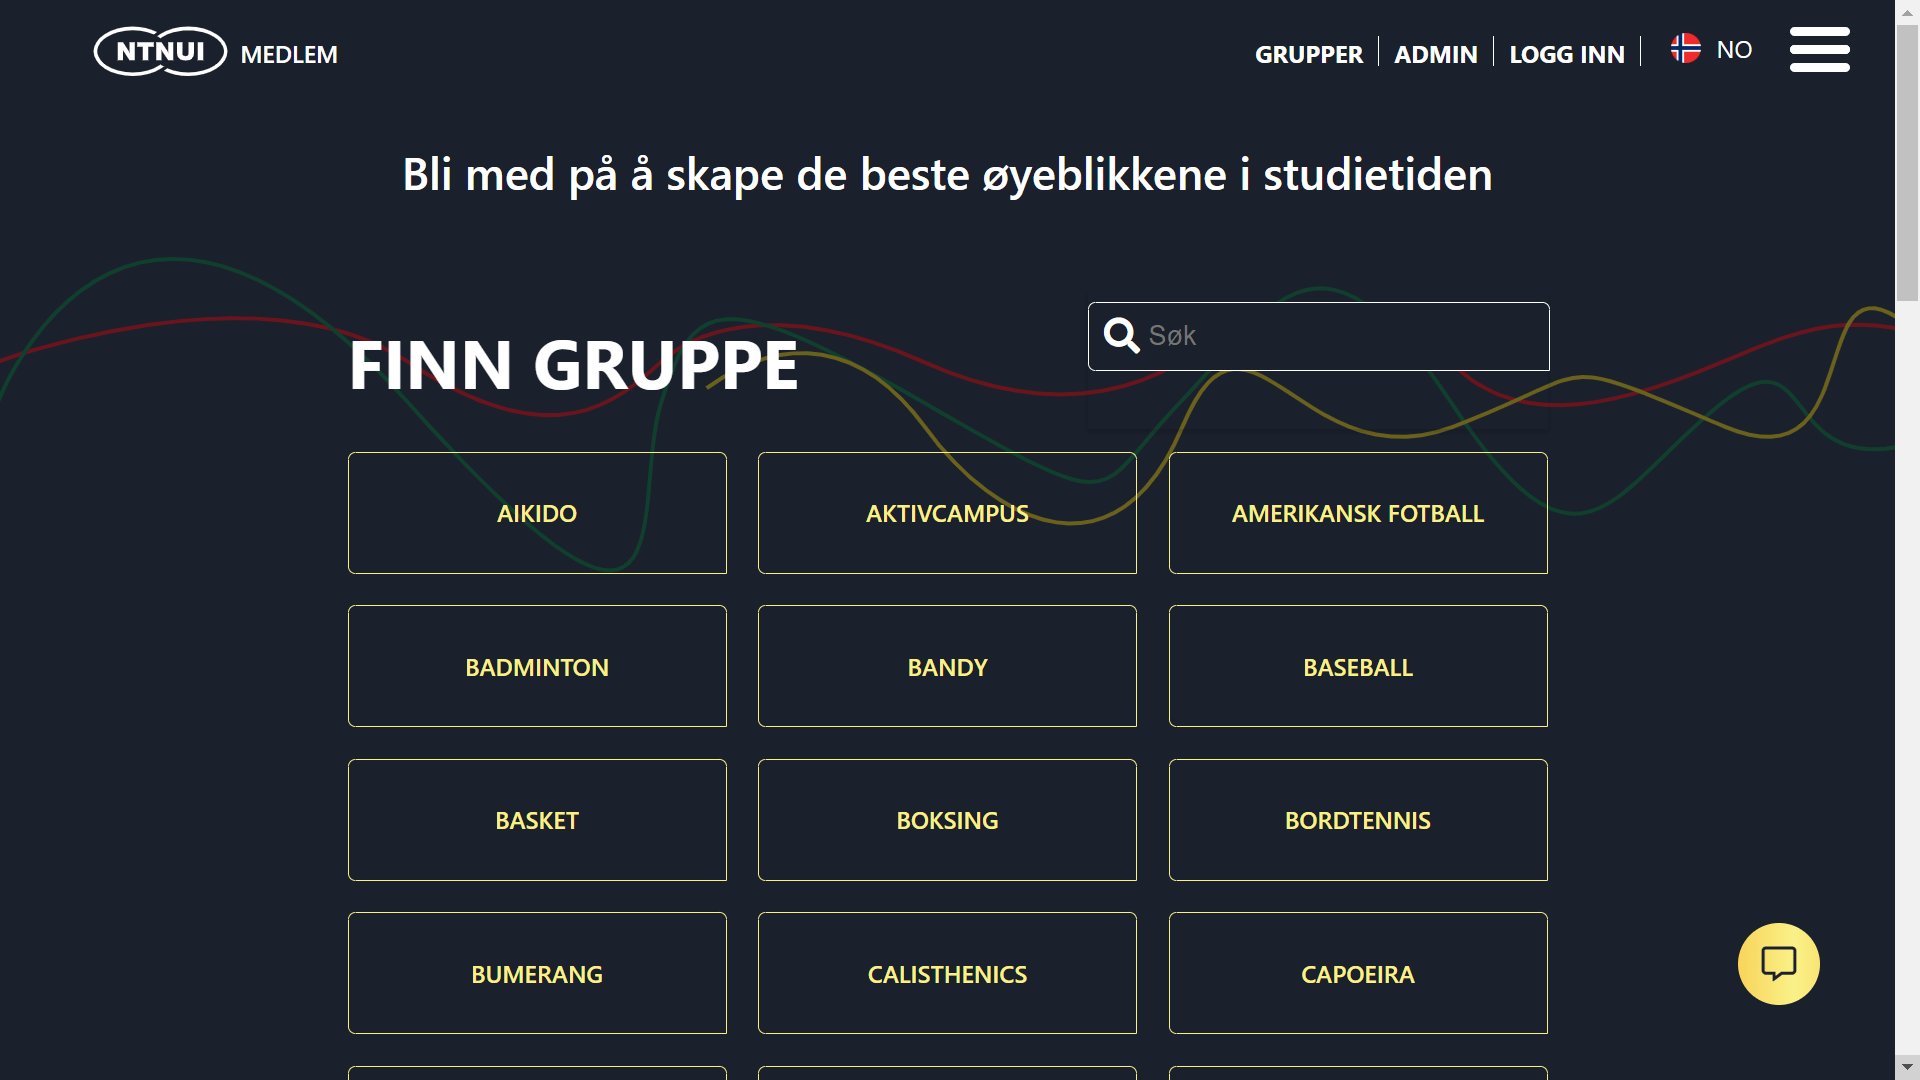 NTNUI MEDLEM
GRUPPER ADMIN LOGG INN NO
Bli med på å skape de beste øyeblikkene i studietiden
FINN GRUPPE
Søk
AIKIDO
AKTIVCAMPUS
AMERIKANSK FOTBALL
BADMINTON
BANDY
BASEBALL
BASKET
BOKSING
BORDTENNIS
BUMERANG
CALISTHENICS
CAPOEIRA